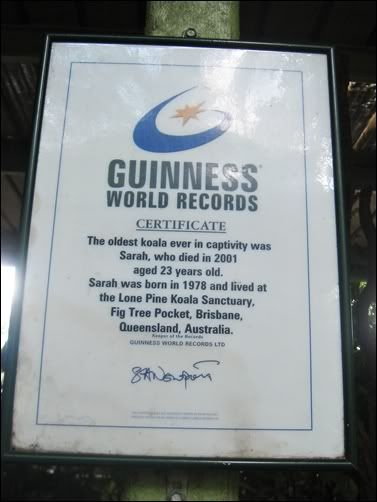 GUINNESS
WORLD RECORDS
CERTIFICATE
The oldest koala ever in captivity was
Sarah, who died in 2001
aged 23 years old.
Sarah was born in 1978 and lived at
the Lone Pine Koala Sanctuary,
Fig Tree Pocket, Brisbane,
Queensland, Australia.
Keeper of the Records
GUINNESS WORLD RECORDS LTD